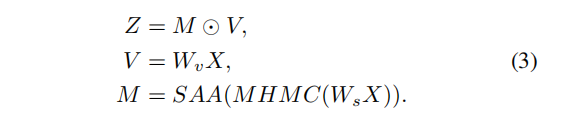 Z = M ⊙ V,
V = W_v X,
(3)
M = SAA(MHMC(W_s X)).